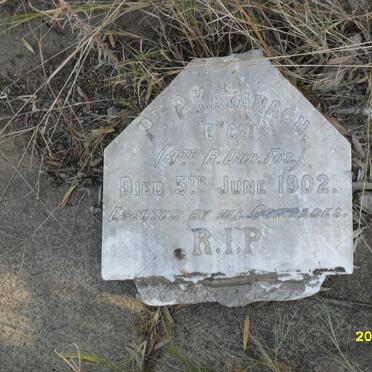 PTE P. KAVANAGH.
"E" COY
(4TH R. DUB. FUS.)
DIED 5TH JUNE 1902.
ERECTED BY HIS COMRADES.
R.I.P
20